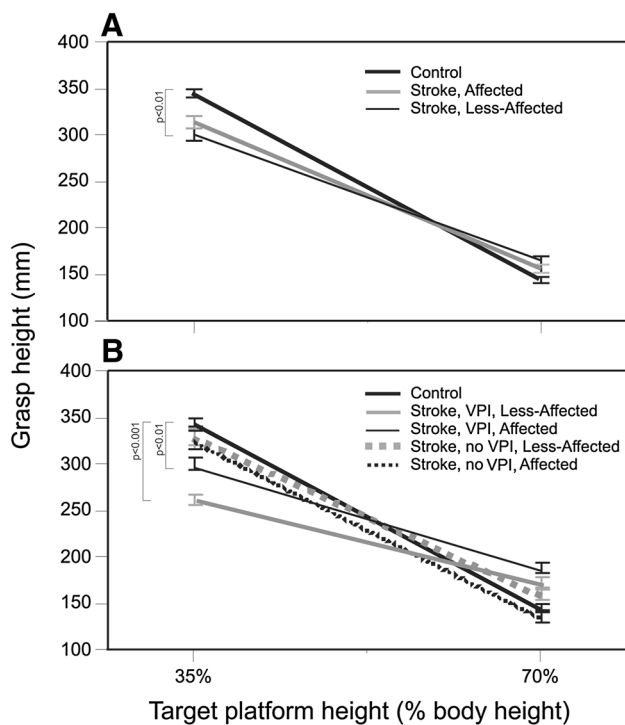 A
400
350
300
250
200
150
100
p<0.01
Control
Stroke, Affected
Stroke, Less-Affected
Grasp height (mm)
B
400
350
300
250
200
150
100
p<0.001
p<0.01
Control
Stroke, VPI, Less-Affected
Stroke, VPI, Affected
Stroke, no VPI, Less-Affected
Stroke, no VPI, Affected
35%
70%
Target platform height (% body height)